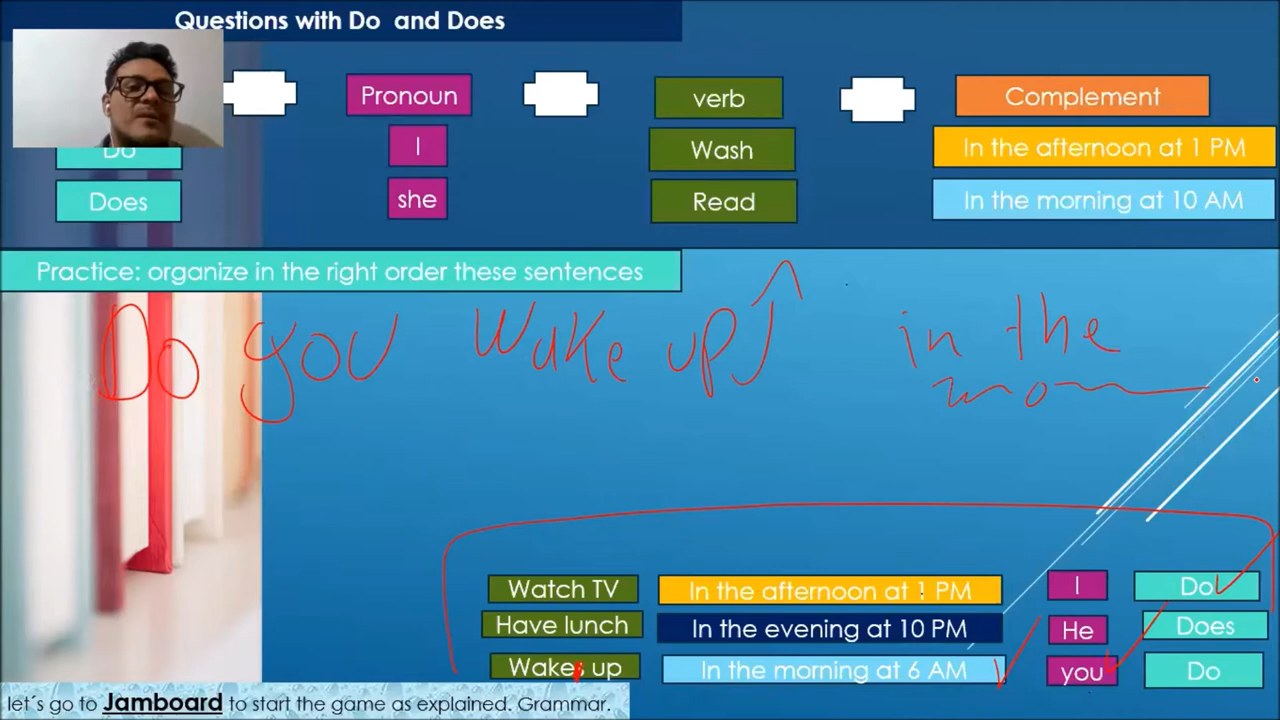 Questions with Do and Does
Pronoun verb Complement
Do I Wash In the afternoon at 1 PM
Does she Read In the morning at 10 AM
Practice: organize in the right order these sentences
Do you wake up in the
Watch TV In the afternoon at 1 PM I Do
Have lunch In the evening at 10 PM He Does
Wakes up In the morning at 6 AM you Do
let´s go to Jamboard to start the game as explained. Grammar.